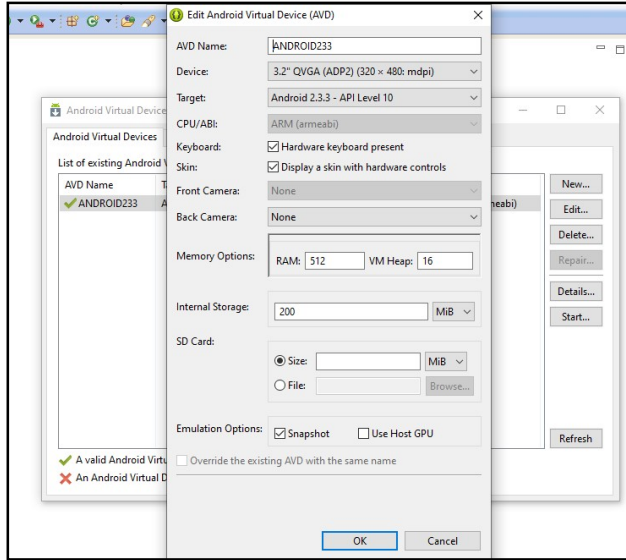 Edit Android Virtual Device (AVD)
AVD Name: ANDROID233
Device: 3.2" QVGA (ADP2) (320 × 480: mdpi)
Target: Android 2.3.3 - API Level 10
CPU/ABI: ARM (armeabi)
Keyboard: Hardware keyboard present
Skin: Display a skin with hardware controls
Front Camera: None
Back Camera: None
Memory Options: RAM: 512 VM Heap: 16
Internal Storage: 200 MiB
SD Card:
Size: MiB
File: Browse...
Emulation Options: Snapshot Use Host GPU
Override the existing AVD with the same name
OK Cancel
Android Virtual Device
Android Virtual Devices
List of existing Android V
AVD Name T
ANDROID233 A
neabi)
A valid Android Virtu
An Android Virtual D
New...
Edit...
Delete...
Repair...
Details...
Start...
Refresh